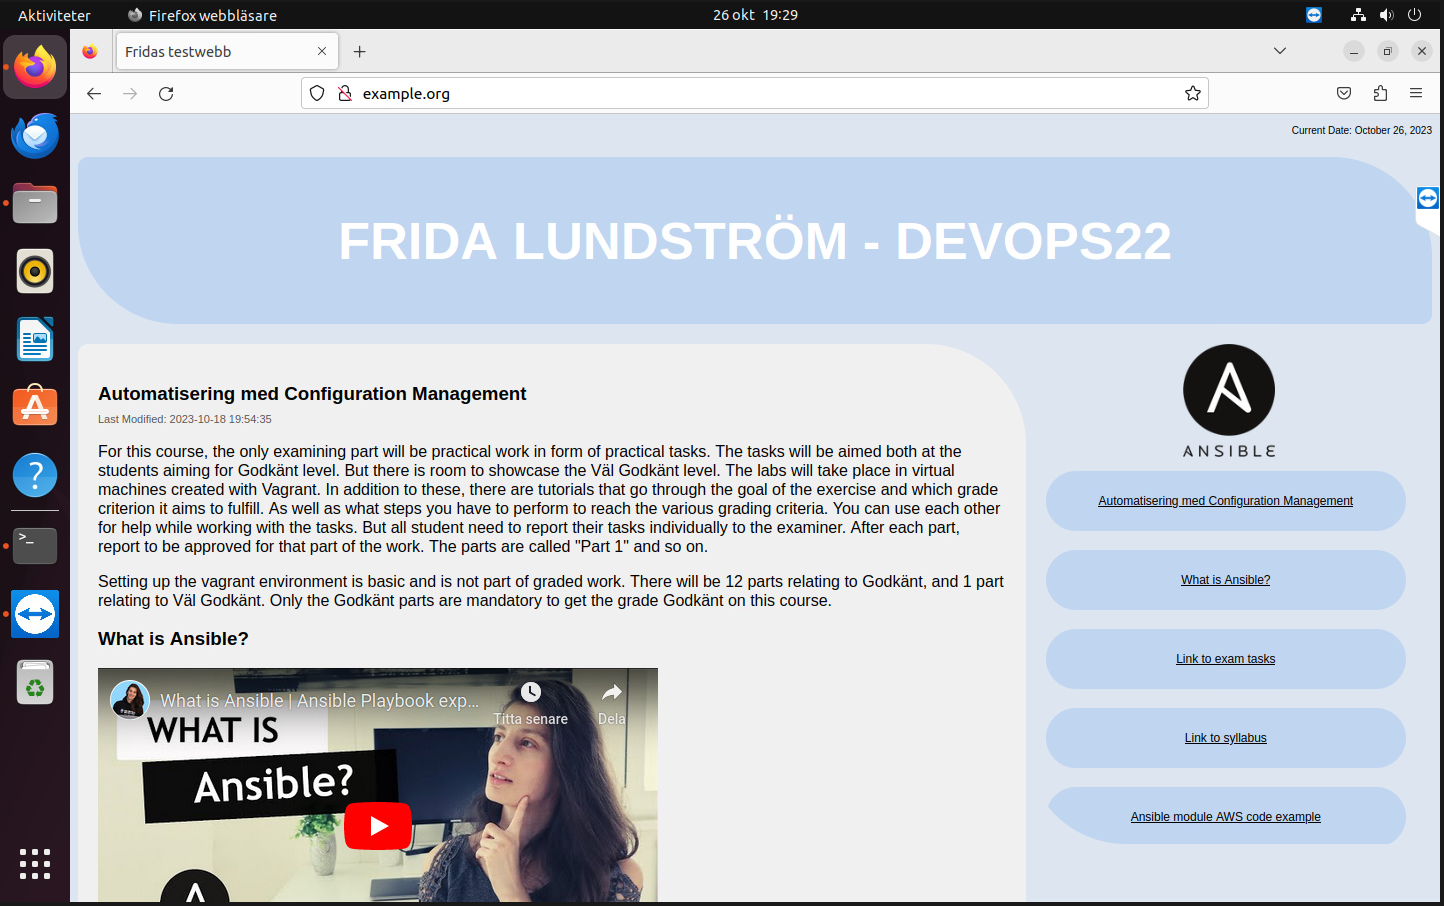 Aktiviteter
Firefox webbläsare
26 okt 19:29
Fridas testwebb
example.org
Current Date: October 26, 2023
FRIDA LUNDSTRÖM - DEVOPS22
Automatisering med Configuration Management
Last Modified: 2023-10-18 19:54:35
For this course, the only examining part will be practical work in form of practical tasks. The tasks will be aimed both at the
students aiming for Godkänt level. But there is room to showcase the Väl Godkänt level. The labs will take place in virtual
machines created with Vagrant. In addition to these, there are tutorials that go through the goal of the exercise and which grade
criterion it aims to fulfill. As well as what steps you have to perform to reach the various grading criteria. You can use each other
for help while working with the tasks. But all student need to report their tasks individually to the examiner. After each part,
report to be approved for that part of the work. The parts are called "Part 1" and so on.
Setting up the vagrant environment is basic and is not part of graded work. There will be 12 parts relating to Godkänt, and 1 part
relating to Väl Godkänt. Only the Godkänt parts are mandatory to get the grade Godkänt on this course.
What is Ansible?
What is Ansible | Ansible Playbook exp...
Titta senare
Dela
WHAT IS
Ansible?
ANSIBLE
Automatisering med Configuration Management
What is Ansible?
Link to exam tasks
Link to syllabus
Ansible module AWS code example